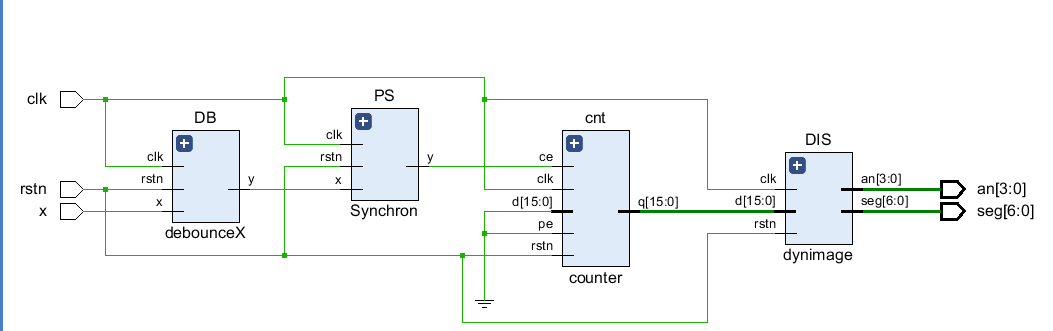 clk
rstn
x
DB
clk
rstn
x
y
debounceX
PS
clk
rstn
x
y
Synchron
cnt
ce
clk
d[15:0]
pe
rstn
q[15:0]
counter
DIS
clk
d[15:0]
rstn
an[3:0]
seg[6:0]
dynimage
an[3:0]
seg[6:0]